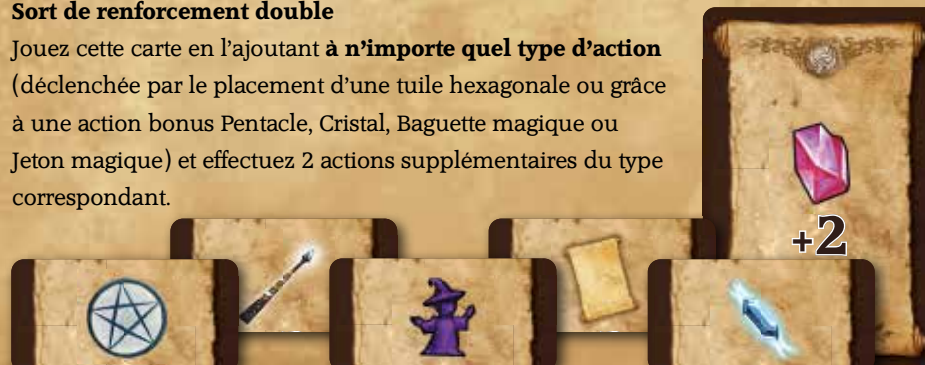 Sort de renforcement double
Jouez cette carte en l’ajoutant à n’importe quel type d’action
(déclenchée par le placement d’une tuile hexagonale ou grâce
à une action bonus Pentacle, Cristal, Baguette magique ou
Jeton magique) et effectuez 2 actions supplémentaires du type
correspondant.
+2